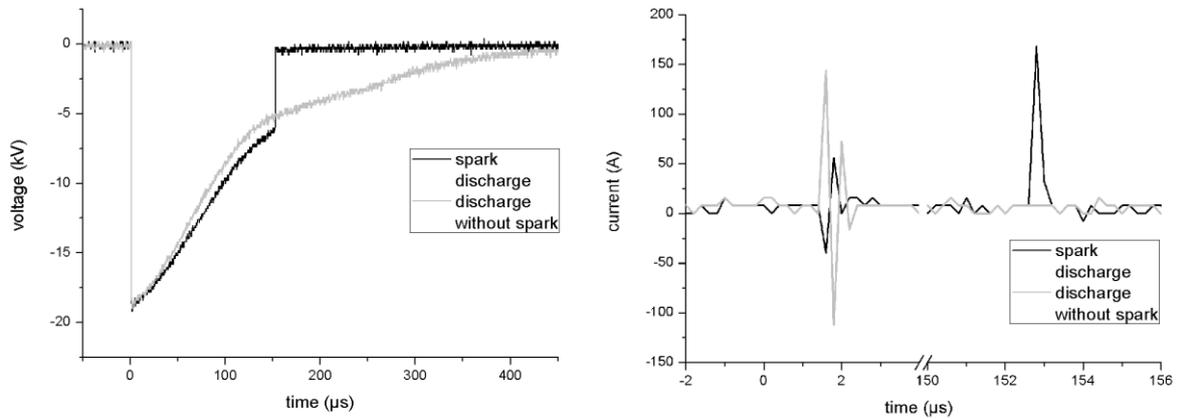 0
-5
-10
-15
-20
voltage (kV)
spark
discharge
discharge
without spark
0 100 200 300 400
time (µs)
200
150
100
50
0
-50
-100
-150
current (A)
spark
discharge
discharge
without spark
-2 0 2 150 152 154 156
time (µs)